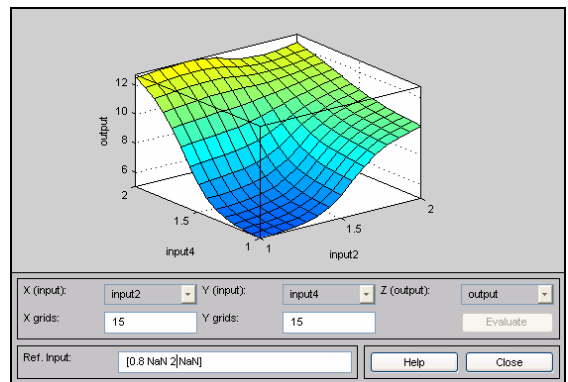 12
10
output
8
6
2
1.5
1
1
1.5
2
input4
input2
X (input):
input2
Y (input):
input4
Z (output):
output
X grids:
15
Y grids:
15
Evaluate
Ref. Input:
[0.8 NaN 2 NaN]
Help
Close